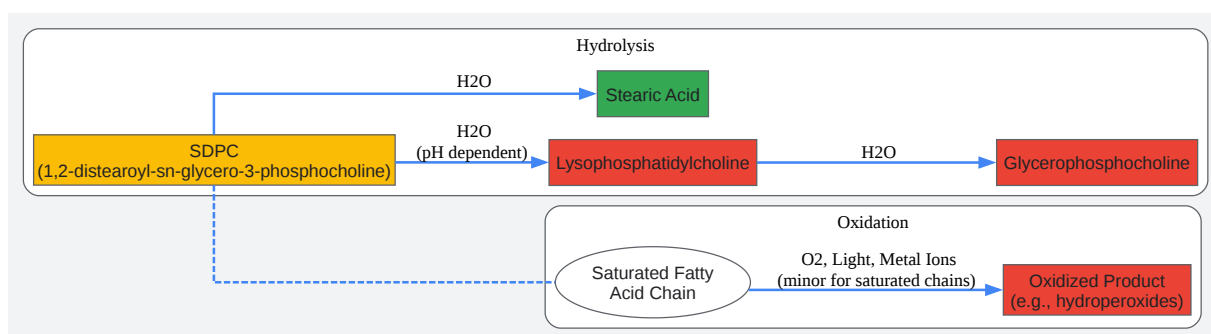 Hydrolysis
H2O
Stearic Acid
SDPC
(1,2-distearoyl-sn-glycero-3-phosphocholine)
H2O
(pH dependent)
Lysophosphatidylcholine
H2O
Glycerophosphocholine
Oxidation
Saturated Fatty
Acid Chain
O2, Light, Metal Ions
(minor for saturated chains)
Oxidized Product
(e.g., hydroperoxides)